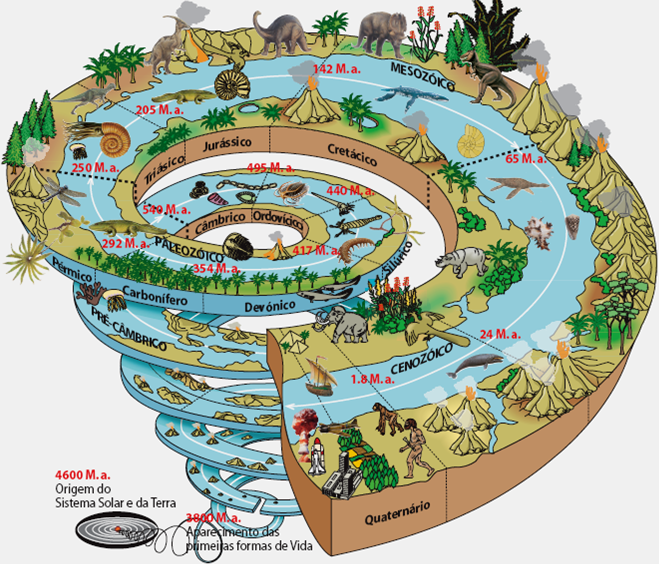 142 M. a.
MESOZÓICO
205 M. a.
Jurássico
Triásico
Cretácico
65 M. a.
250 M. a.
495 M. a.
440 M. a.
540 M. a.
Câmbrico
Ordovícico
PALEOZÓICO
292 M. a.
417 M. a.
354 M. a.
Silúrico
Pérmico
Carbonífero
Devónico
PRÉ-CÂMBRICO
24 M. a.
CENOZÓICO
1.8 M. a.
Quaternário
4600 M. a.
Origem do
Sistema Solar e da Terra
3800 M. a.
Aparecimento das
primeiras formas de Vida